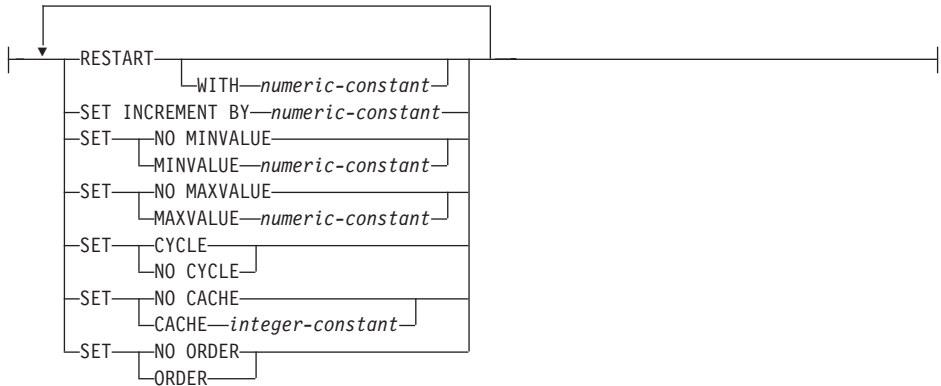 RESTART
WITH numeric-constant
SET INCREMENT BY numeric-constant
SET NO MINVALUE
MINVALUE numeric-constant
SET NO MAXVALUE
MAXVALUE numeric-constant
SET CYCLE
NO CYCLE
SET NO CACHE
CACHE integer-constant
SET NO ORDER
ORDER